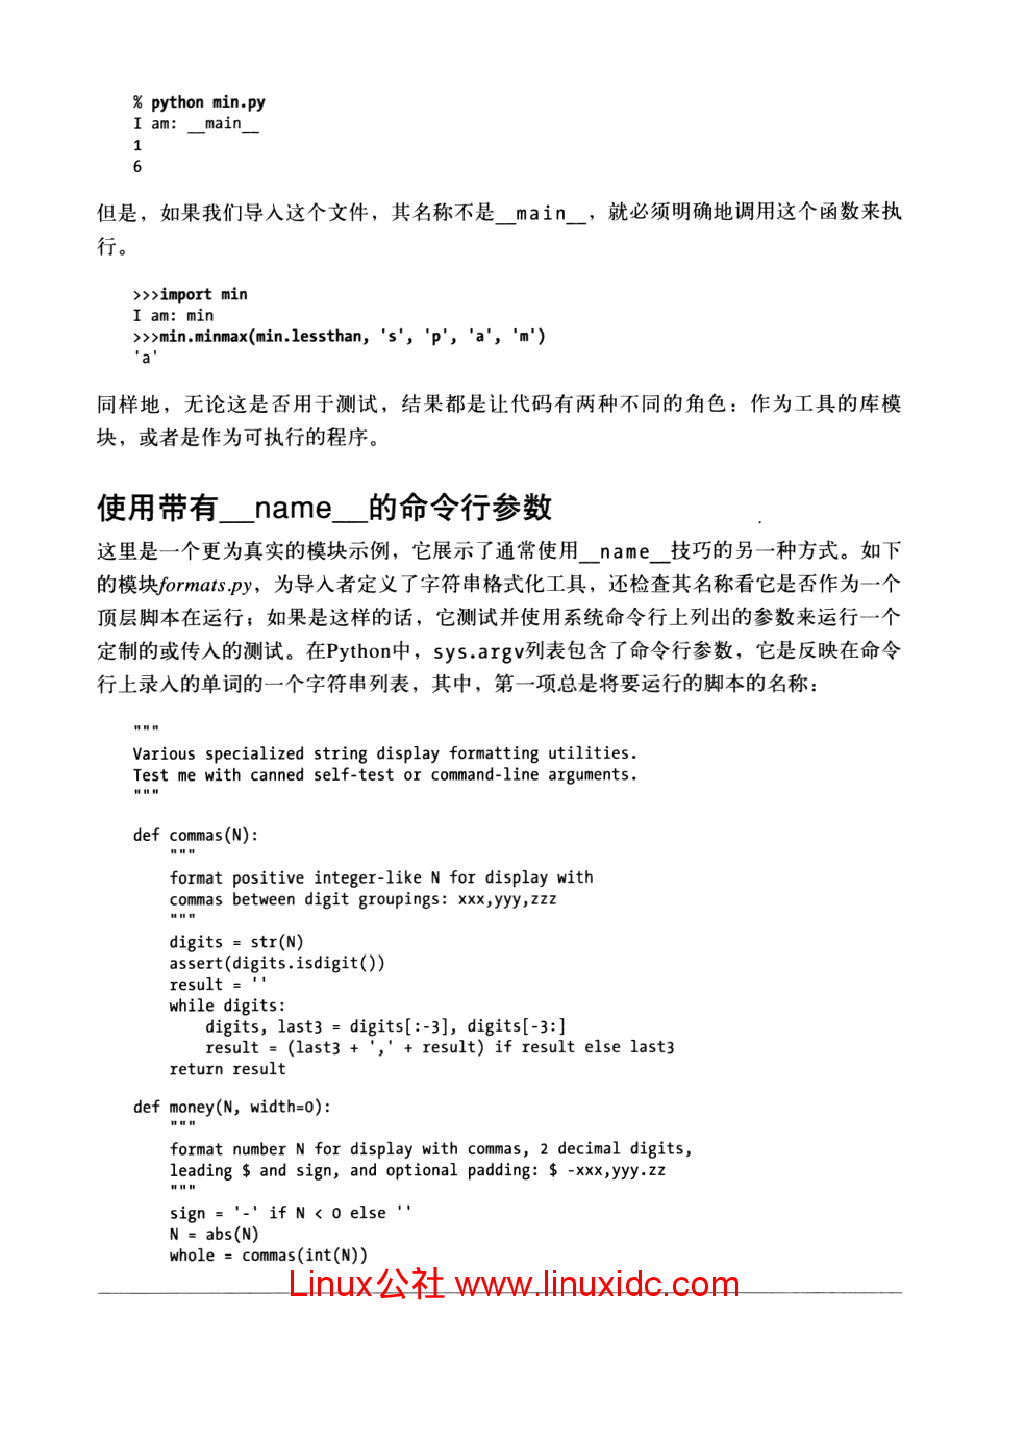 % python min.py
I am: __main__
1
6
但是，如果我们导入这个文件，其名称不是__main__，就必须明确地调用这个函数来执
行。
>>>import min
I am: min
>>>min.minmax(min.lessthan, 's', 'p', 'a', 'm')
'a'
同样地，无论这是否用于测试，结果都是让代码有两种不同的角色：作为工具的库模
块，或者是作为可执行的程序。
使用带有__name__的命令行参数
这里是一个更为真实的模块示例，它展示了通常使用__name__技巧的另一种方式。如下
的模块formats.py，为导入者定义了字符串格式化工具，还检查其名称看它是否作为一个
顶层脚本在运行；如果是这样的话，它测试并使用系统命令行上列出的参数来运行一个
定制的或传入的测试。在Python中，sys.argv列表包含了命令行参数，它是反映在命令
行上录入的单词的一个字符串列表，其中，第一项总是将要运行的脚本的名称：
"""
Various specialized string display formatting utilities.
Test me with canned self-test or command-line arguments.
"""
def commas(N):
    """
    format positive integer-like N for display with
    commas between digit groupings: xxx,yyy,zzz
    """
    digits = str(N)
    assert(digits.isdigit())
    result = ''
    while digits:
        digits, last3 = digits[:-3], digits[-3:]
        result = (last3 + ',' + result) if result else last3
    return result
def money(N, width=0):
    """
    format number N for display with commas, 2 decimal digits,
    leading $ and sign, and optional padding: $ -xxx,yyy.zz
    """
    sign = '-' if N < 0 else ''
    N = abs(N)
    whole = commas(int(N))
Linux公社 www.linuxidc.com